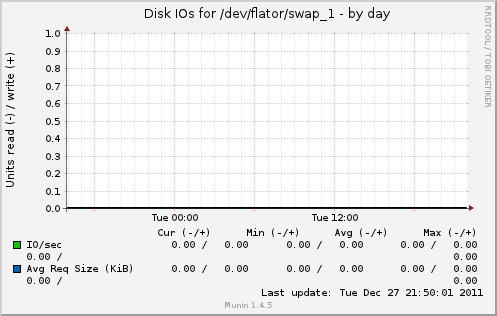 Disk IOs for /dev/flator/swap_1 - by day
RRDTOOL / TOBI OETIKER
Units read (-) / write (+)
1.0
0.9
0.8
0.7
0.6
0.5
0.4
0.3
0.2
0.1
0.0
Tue 00:00 Tue 12:00
Cur (-/+) Min (-/+) Avg (-/+) Max (-/+)
IO/sec 0.00 / 0.00 0.00 / 0.00 0.00 / 0.00
0.00 / 0.00
Avg Req Size (KiB) 0.00 / 0.00 0.00 / 0.00 0.00 / 0.00
0.00 / 0.00
Last update: Tue Dec 27 21:50:01 2011
Munin 1.4.5